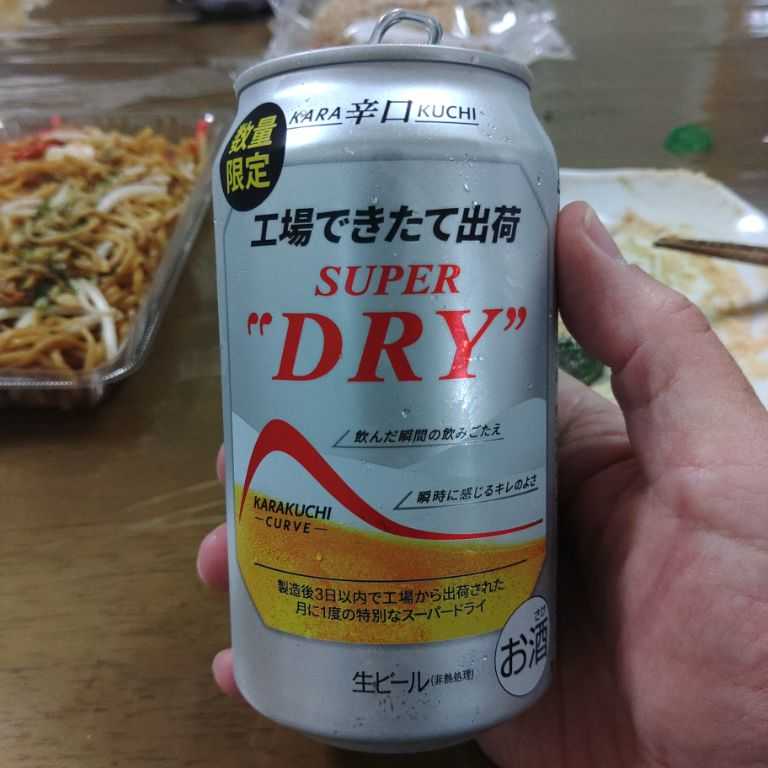 KARA 辛口 KUCHI
数量
限定
工場できたて出荷
SUPER
“DRY”
飲んだ瞬間の飲みごたえ
瞬時に感じるキレのよさ
KARAKUCHI
—CURVE—
製造後3日以内で工場から出荷された
月に1度の特別なスーパードライ
さけ
お酒
生ビール(非熱処理)